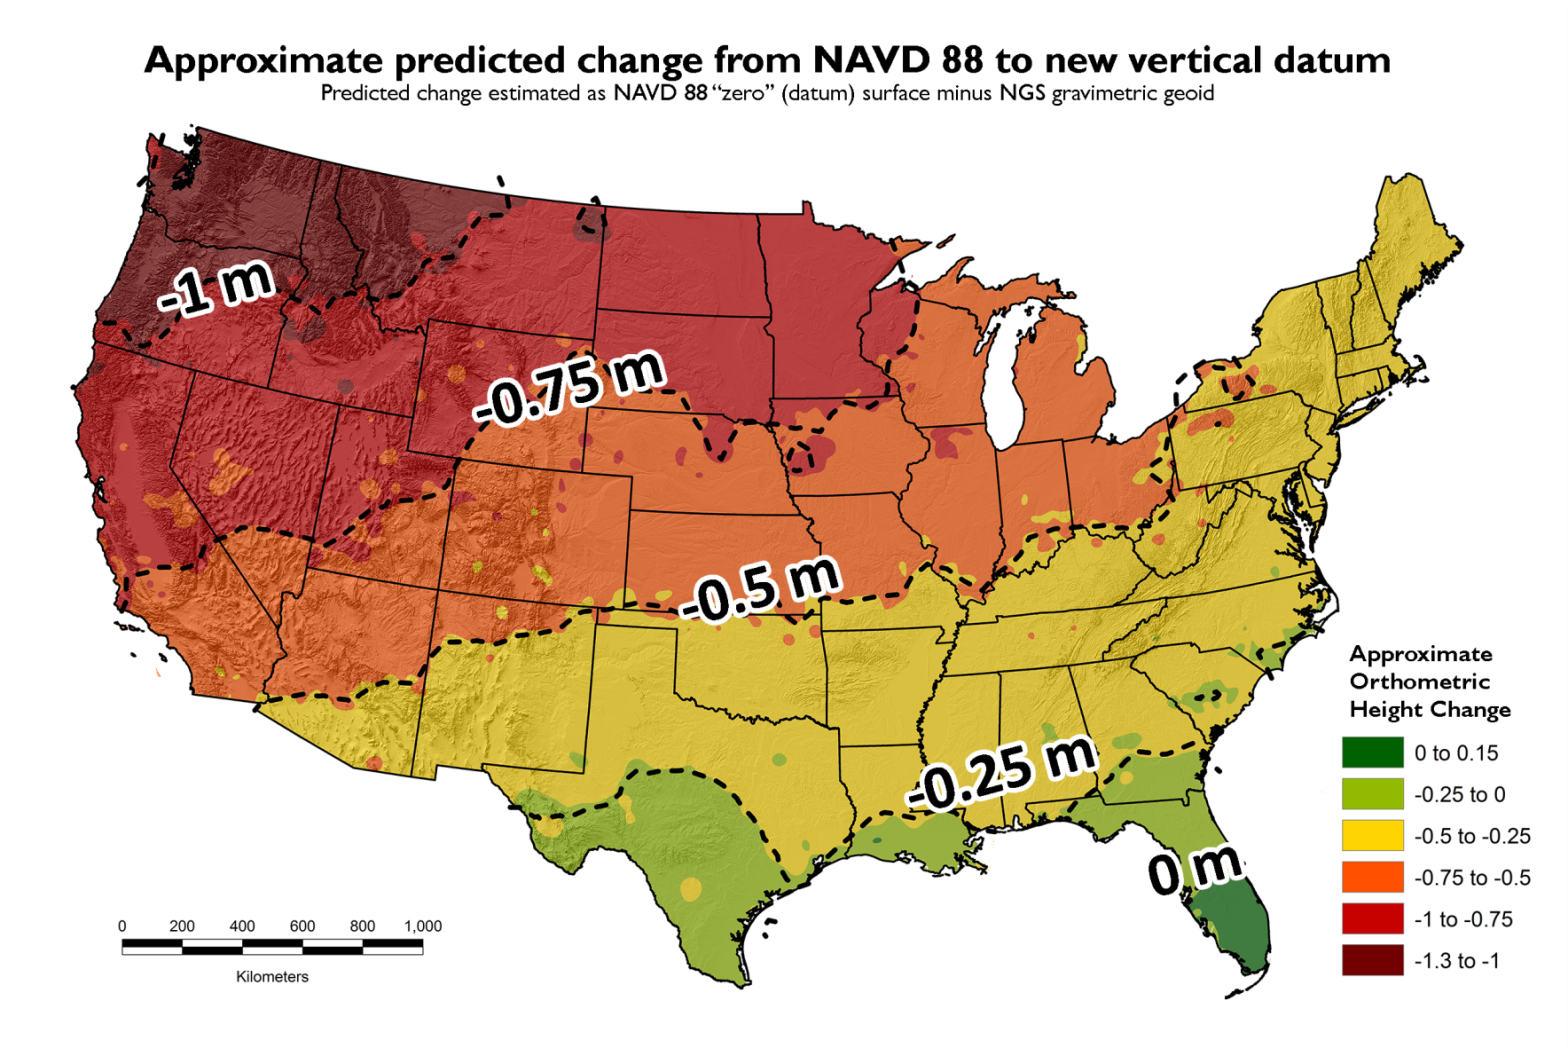 Approximate predicted change from NAVD 88 to new vertical datum
Predicted change estimated as NAVD 88 “zero” (datum) surface minus NGS gravimetric geoid
-1 m
-0.75 m
-0.5 m
-0.25 m
0 m
Approximate
Orthometric
Height Change
0 to 0.15
-0.25 to 0
-0.5 to -0.25
-0.75 to -0.5
-1 to -0.75
-1.3 to -1
0 200 400 600 800 1,000
Kilometers